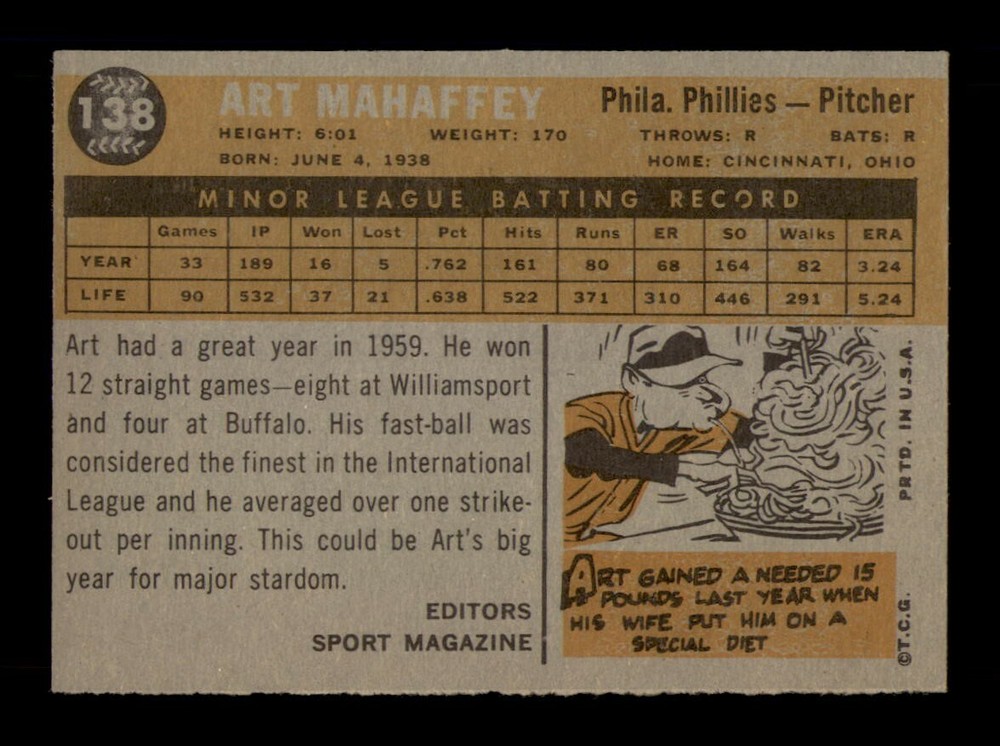 138
ART MAHAFFEY Phila. Phillies — Pitcher
HEIGHT: 6:01 WEIGHT: 170 THROWS: R BATS: R
BORN: JUNE 4, 1938 HOME: CINCINNATI, OHIO
MINOR LEAGUE BATTING RECORD
Games IP Won Lost Pct Hits Runs ER SO Walks ERA
YEAR 33 189 16 5 .762 161 80 68 164 82 3.24
LIFE 90 532 37 21 .638 522 371 310 446 291 5.24
Art had a great year in 1959. He won
12 straight games—eight at Williamsport
and four at Buffalo. His fast-ball was
considered the finest in the International
League and he averaged over one strike-
out per inning. This could be Art's big
year for major stardom.
EDITORS
SPORT MAGAZINE
ART GAINED A NEEDED 15
POUNDS LAST YEAR WHEN
HIS WIFE PUT HIM ON A
SPECIAL DIET
PRTD. IN U.S.A.
©T.C.G.